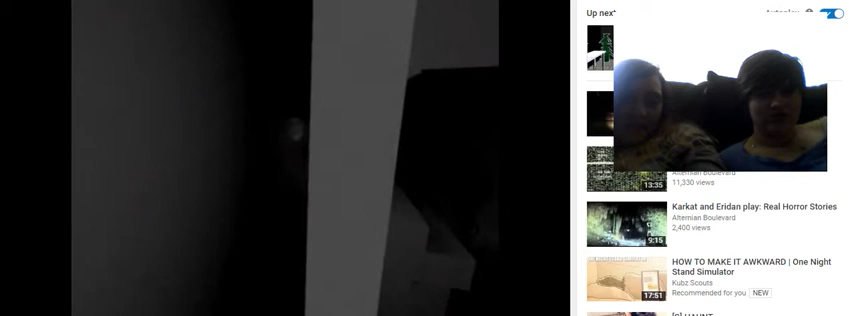 Up next
Autoplay
Alternian Boulevard
11,330 views
13:35
Karkat and Eridan play: Real Horror Stories
Alternian Boulevard
2,400 views
9:15
HOW TO MAKE IT AWKWARD | One Night
Stand Simulator
Kubz Scouts
Recommended for you NEW
17:51
[S] HAUNT